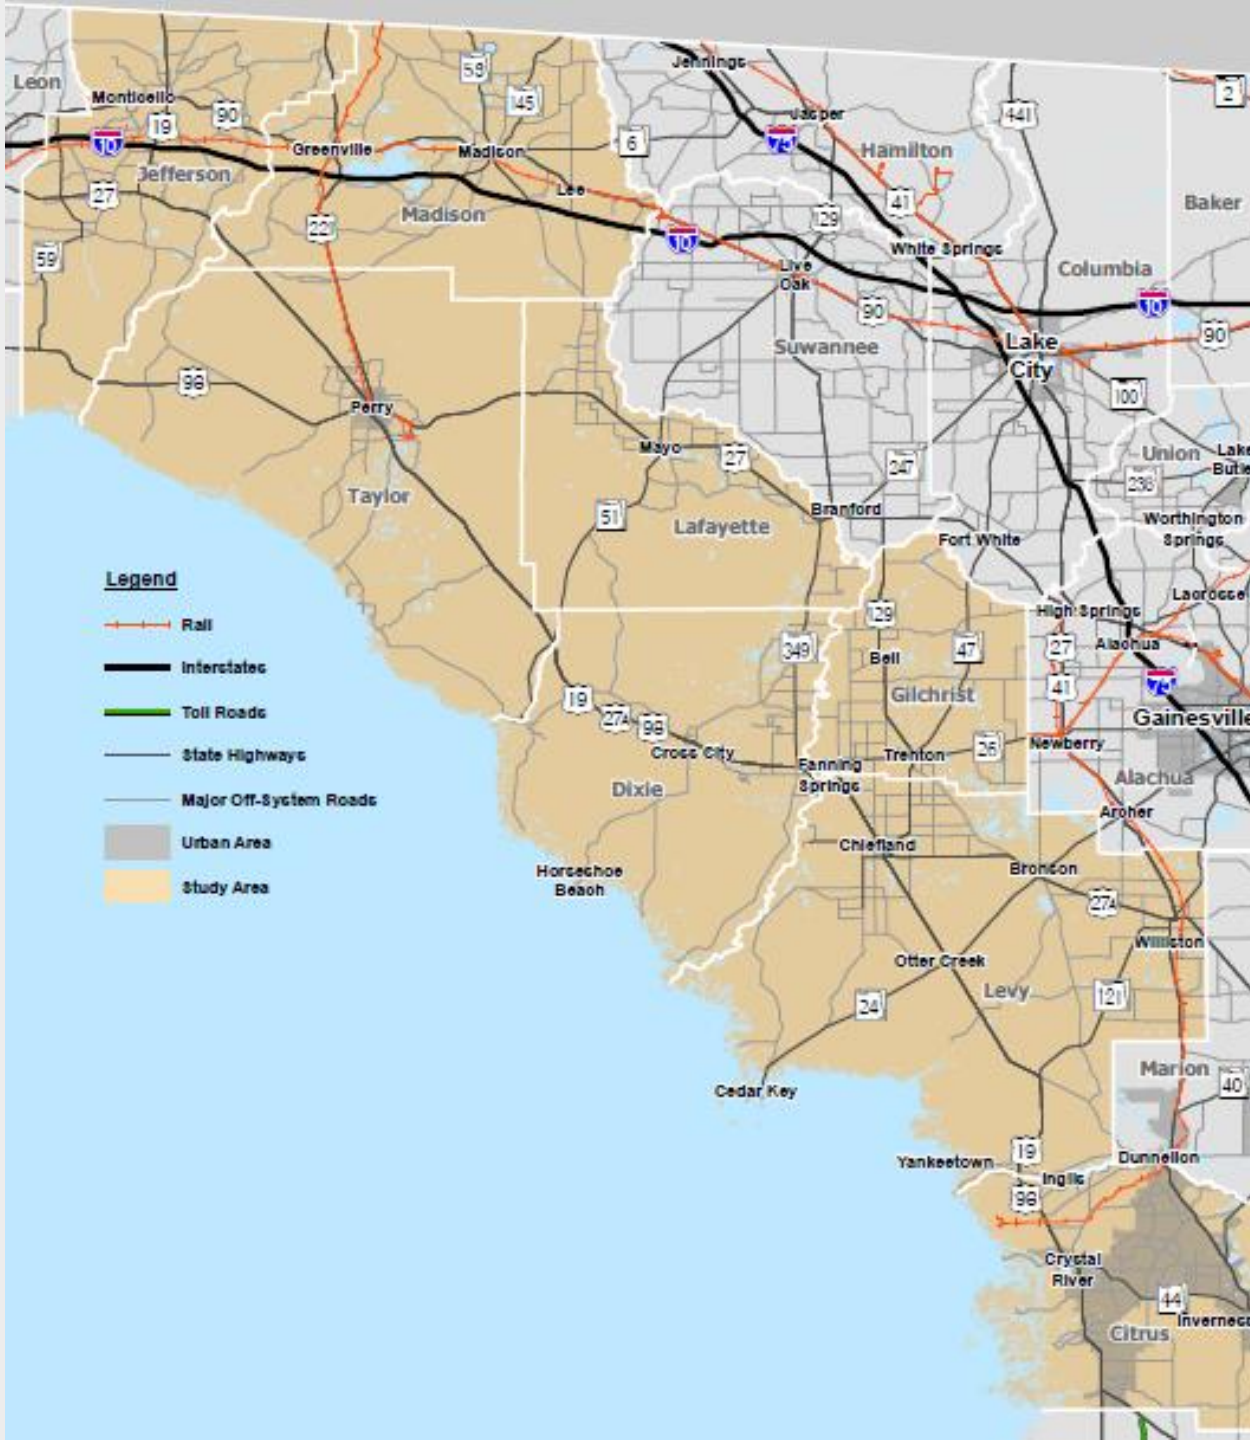 Jennings
Leon
59
2
Monticello
145
441
90
Jasper
19
10
75
6
Greenville
Madison
Hamilton
Jefferson
Lee
27
41
Baker
Madison
129
221
10
White Springs
59
Live
Oak
Columbia
10
90
90
Lake
City
Suwannee
98
100
Perry
Mayo
27
Union
Lake
Butle
247
238
Taylor
51
Branford
Lafayette
Worthington
Springs
Fort White
Legend
Lacrosse
129
High Springs
Rail
349
47
27
Alachua
Bell
Interstates
41
75
19
Gilchrist
Toll Roads
27A
98
Gainesville
Cross City
Trenton
26
Newberry
State Highways
Fanning
Springs
Alachua
Dixie
Major Off-System Roads
Archer
Urban Area
Chiefland
Horseshoe
Beach
Bronson
Study Area
27A
Williston
Otter Creek
Levy
24
121
Marion
40
Cedar Key
19
Dunnellon
Yankeetown
Inglis
98
Crystal
River
44
Inverness
Citrus